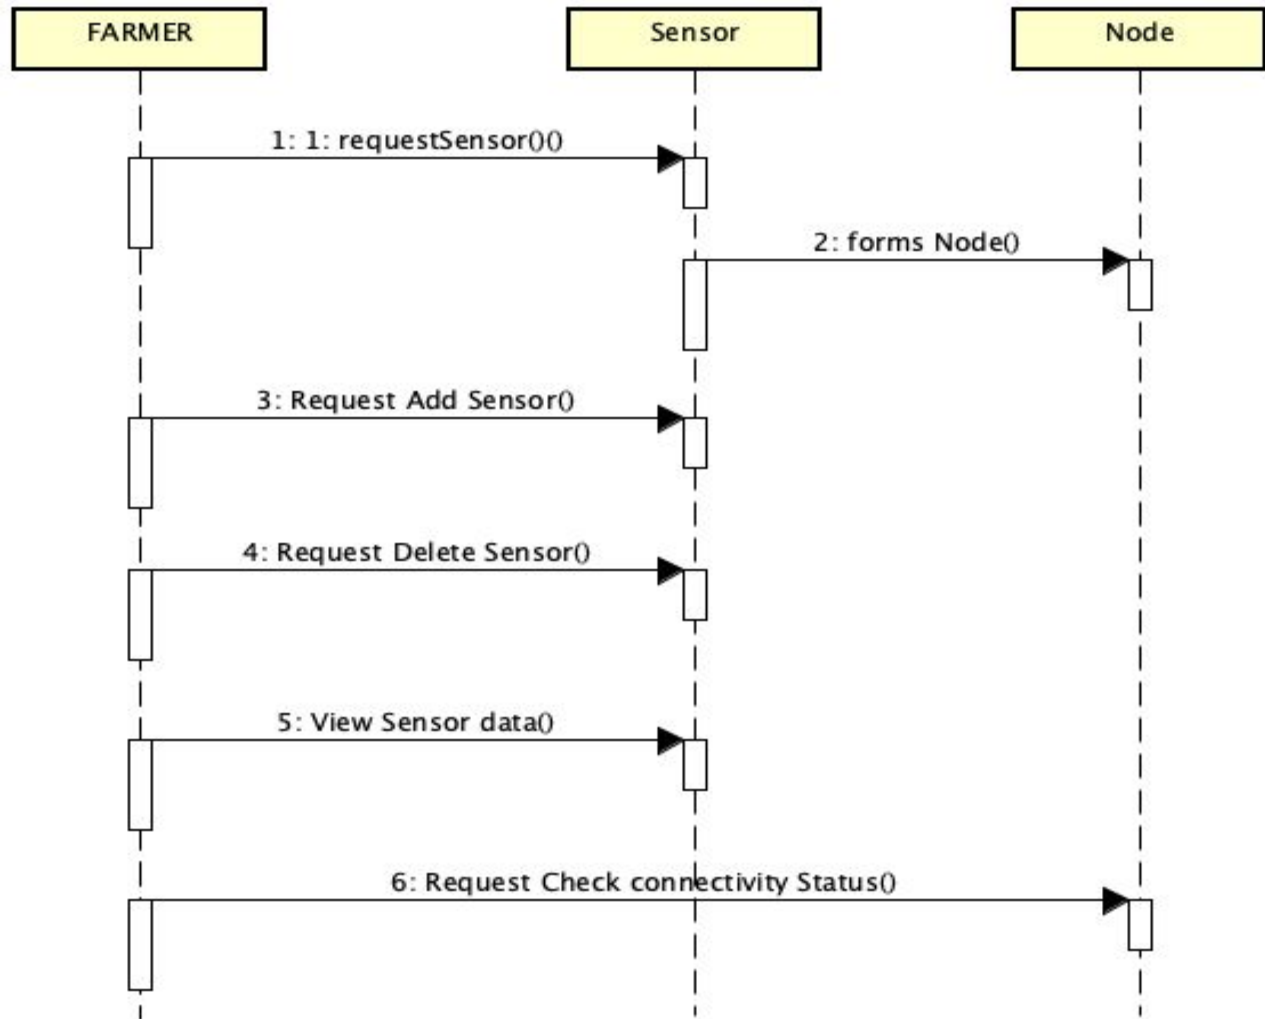 FARMER
Sensor
Node
1: 1: requestSensor()()
2: forms Node()
3: Request Add Sensor()
4: Request Delete Sensor()
5: View Sensor data()
6: Request Check connectivity Status()